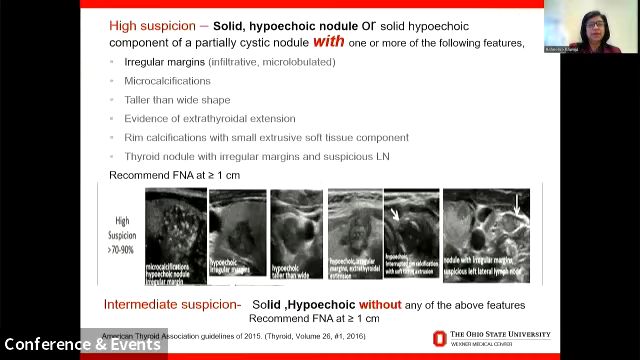 High suspicion – Solid, hypoechoic nodule or solid hypoechoic
component of a partially cystic nodule with one or more of the following features,
Irregular margins (infiltrative, microlobulated)
Microcalcifications
Taller than wide shape
Evidence of extrathyroidal extension
Rim calcifications with small extrusive soft tissue component
Thyroid nodule with irregular margins and suspicious LN
Recommend FNA at ≥ 1 cm
High
Suspicion
>70-90%
microcalcifications
hypoechoic nodule
irregular margin
hypoechoic
irregular margins
hypoechoic
taller than wide
hypoechoic, irregular
margins, extrathyroidal
extension
hypoechoic
interrupted rim calcification
with soft tissue extrusion
nodule with irregular margins,
suspicious left lateral lymph node
Intermediate suspicion- Solid ,Hypoechoic without any of the above features
Recommend FNA at ≥ 1 cm
American Thyroid Association guidelines of 2015. (Thyroid, Volume 26, #1, 2016)
THE OHIO STATE UNIVERSITY
WEXNER MEDICAL CENTER
Conference & Events